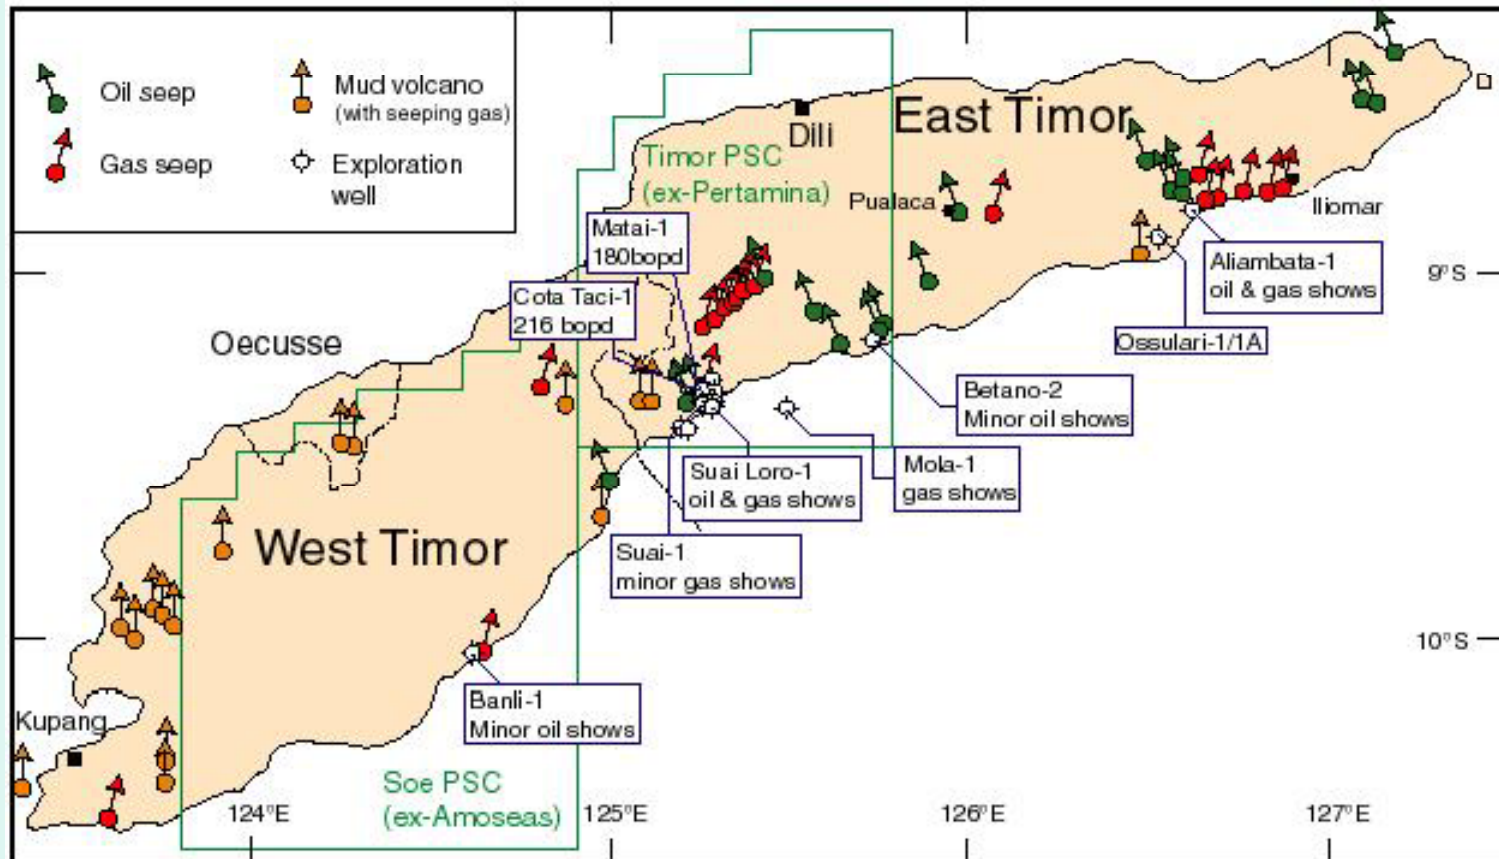 Oil seep
Mud volcano
(with seeping gas)
Gas seep
Exploration
well
East Timor
Dili
Timor PSC
(ex-Pertamina)
Pualaca
Iliomar
Matai-1
180bopd
Aliambata-1
oil & gas shows
9°S
Cota Taci-1
216 bopd
Oecusse
Ossulari-1/1A
Betano-2
Minor oil shows
Suai Loro-1
oil & gas shows
Mola-1
gas shows
West Timor
Suai-1
minor gas shows
10°S
Banli-1
Minor oil shows
Kupang
Soe PSC
(ex-Amoseas)
124°E
125°E
126°E
127°E